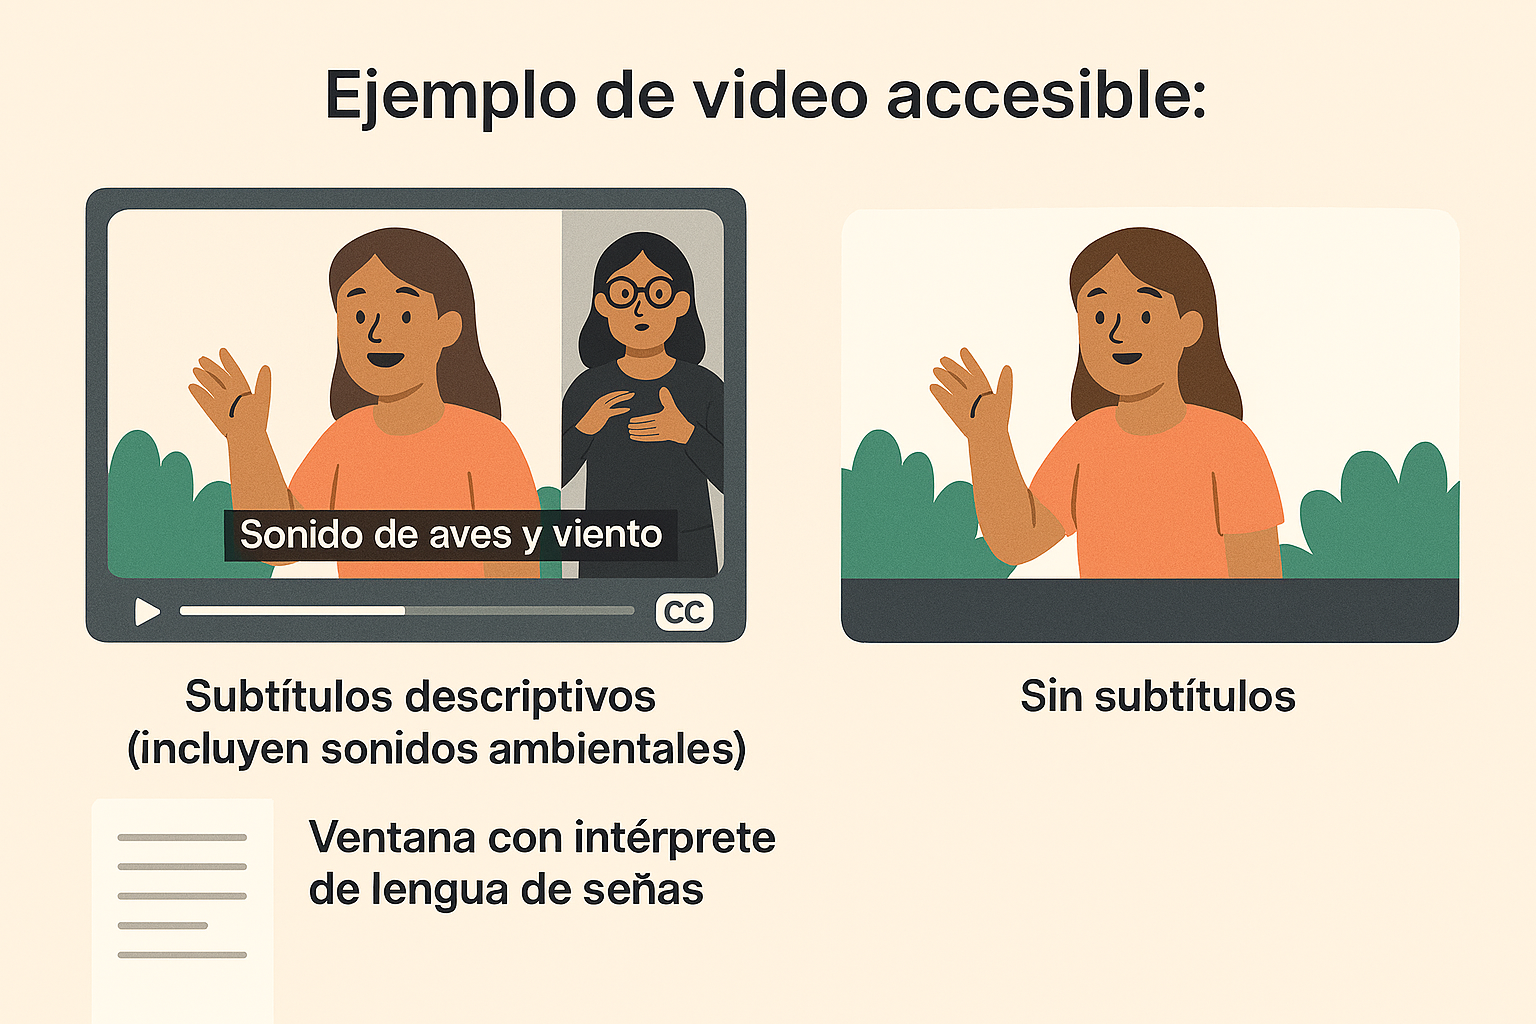 Ejemplo de video accesible:
Sonido de aves y viento
CC
Subtítulos descriptivos
(incluyen sonidos ambientales)
Sin subtítulos
Ventana con intérprete
de lengua de señas